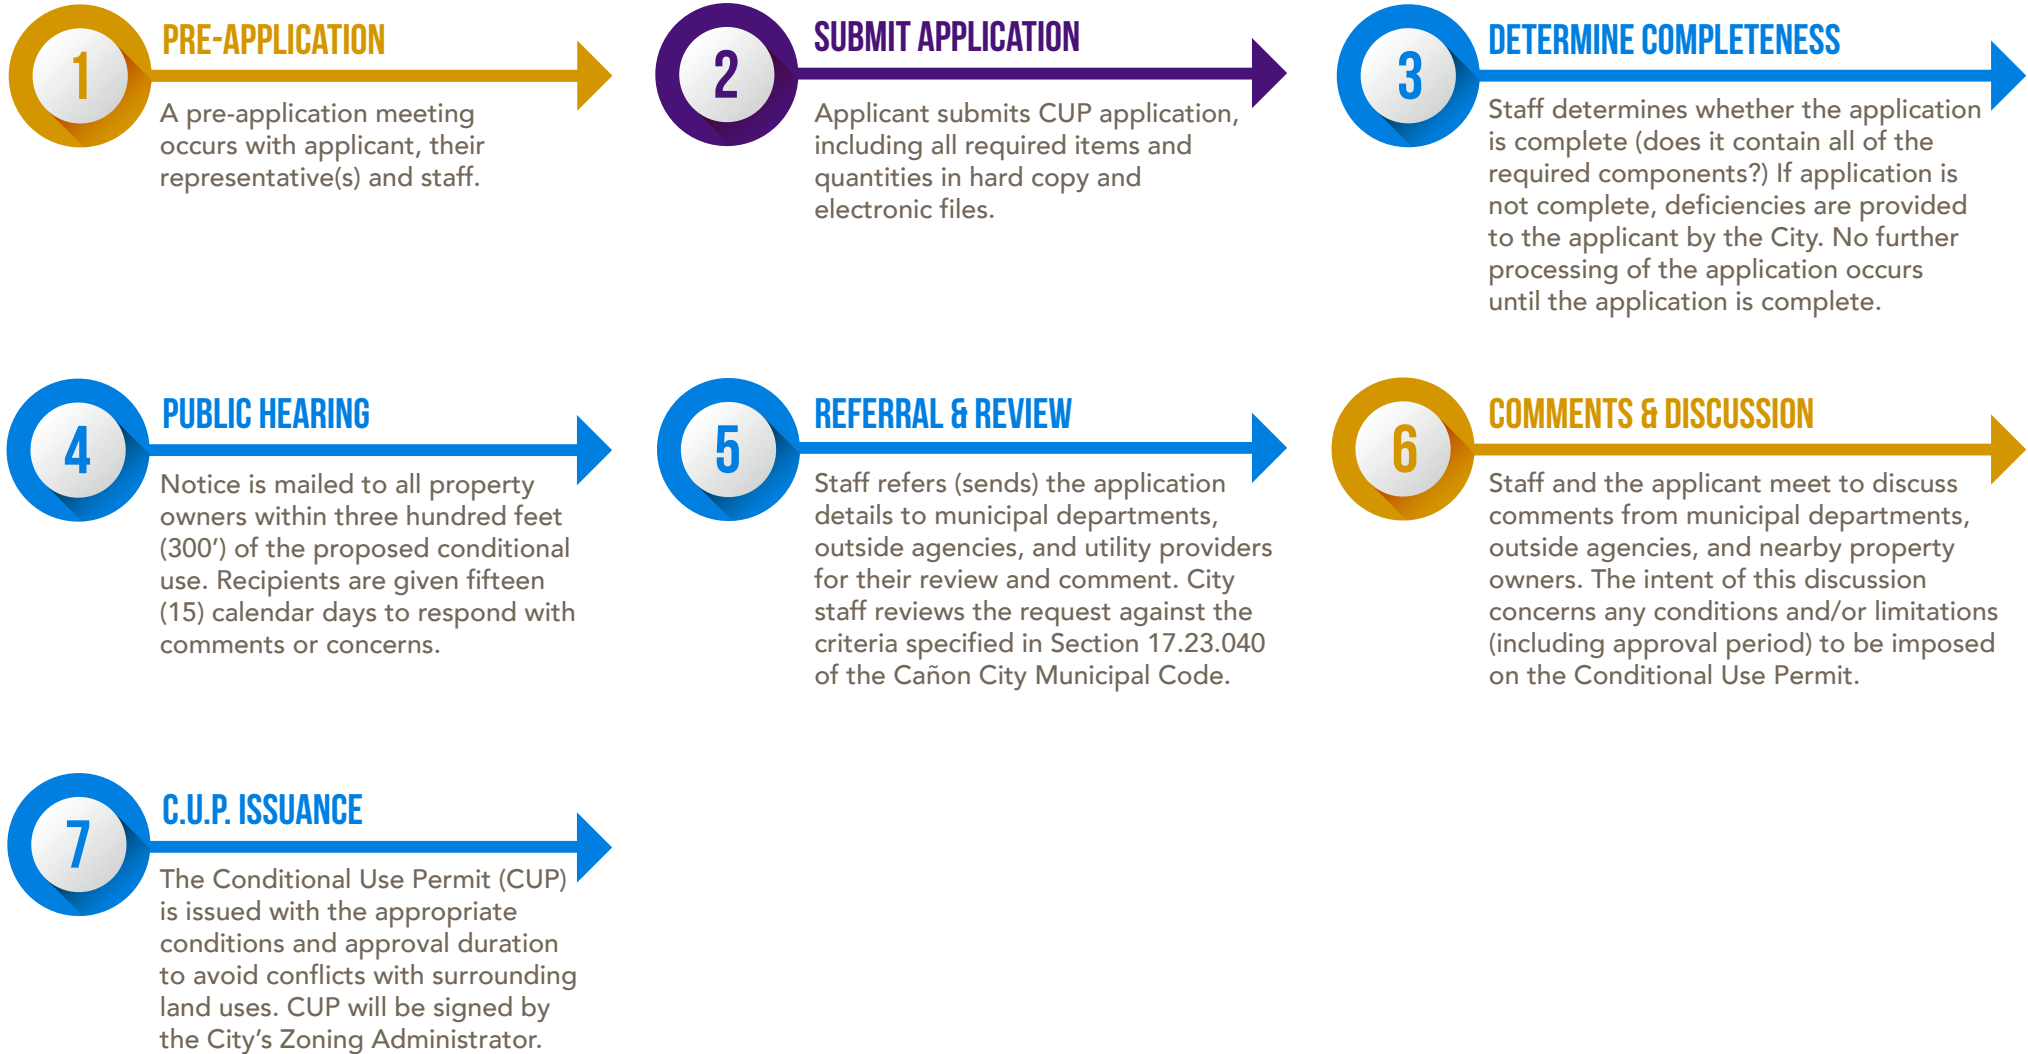 1
PRE-APPLICATION
A pre-application meeting
occurs with applicant, their
representative(s) and staff.
2
SUBMIT APPLICATION
Applicant submits CUP application,
including all required items and
quantities in hard copy and
electronic files.
3
DETERMINE COMPLETENESS
Staff determines whether the application
is complete (does it contain all of the
required components?) If application is
not complete, deficiencies are provided
to the applicant by the City. No further
processing of the application occurs
until the application is complete.
4
PUBLIC HEARING
Notice is mailed to all property
owners within three hundred feet
(300’) of the proposed conditional
use. Recipients are given fifteen
(15) calendar days to respond with
comments or concerns.
5
REFERRAL & REVIEW
Staff refers (sends) the application
details to municipal departments,
outside agencies, and utility providers
for their review and comment. City
staff reviews the request against the
criteria specified in Section 17.23.040
of the Cañon City Municipal Code.
6
COMMENTS & DISCUSSION
Staff and the applicant meet to discuss
comments from municipal departments,
outside agencies, and nearby property
owners. The intent of this discussion
concerns any conditions and/or limitations
(including approval period) to be imposed
on the Conditional Use Permit.
7
C.U.P. ISSUANCE
The Conditional Use Permit (CUP)
is issued with the appropriate
conditions and approval duration
to avoid conflicts with surrounding
land uses. CUP will be signed by
the City’s Zoning Administrator.